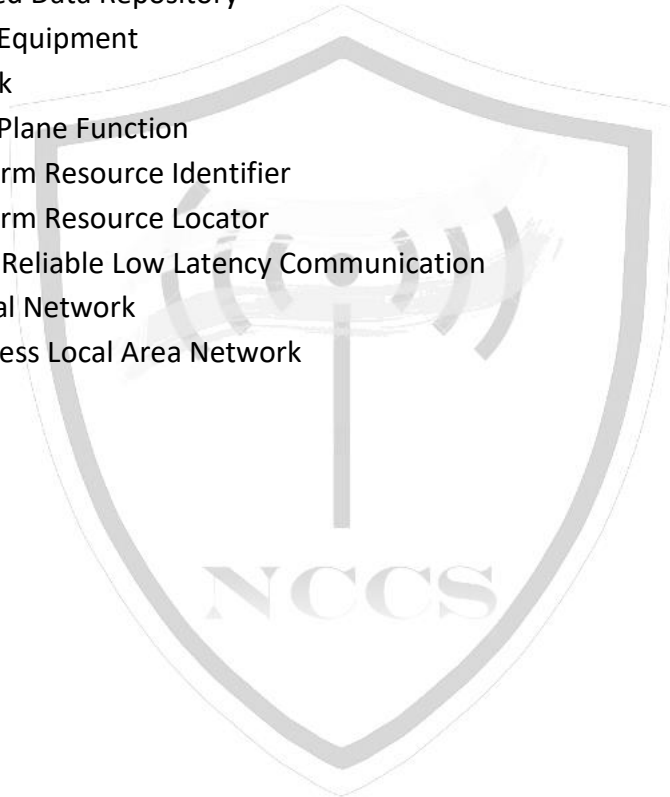 ed Data Repository
Equipment
k
Plane Function
rm Resource Identifier
rm Resource Locator
Reliable Low Latency Communication
al Network
ess Local Area Network
NCCS